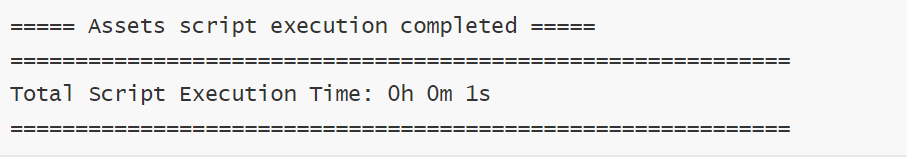 ===== Assets script execution completed =====
============================================================
Total Script Execution Time: 0h 0m 1s
============================================================